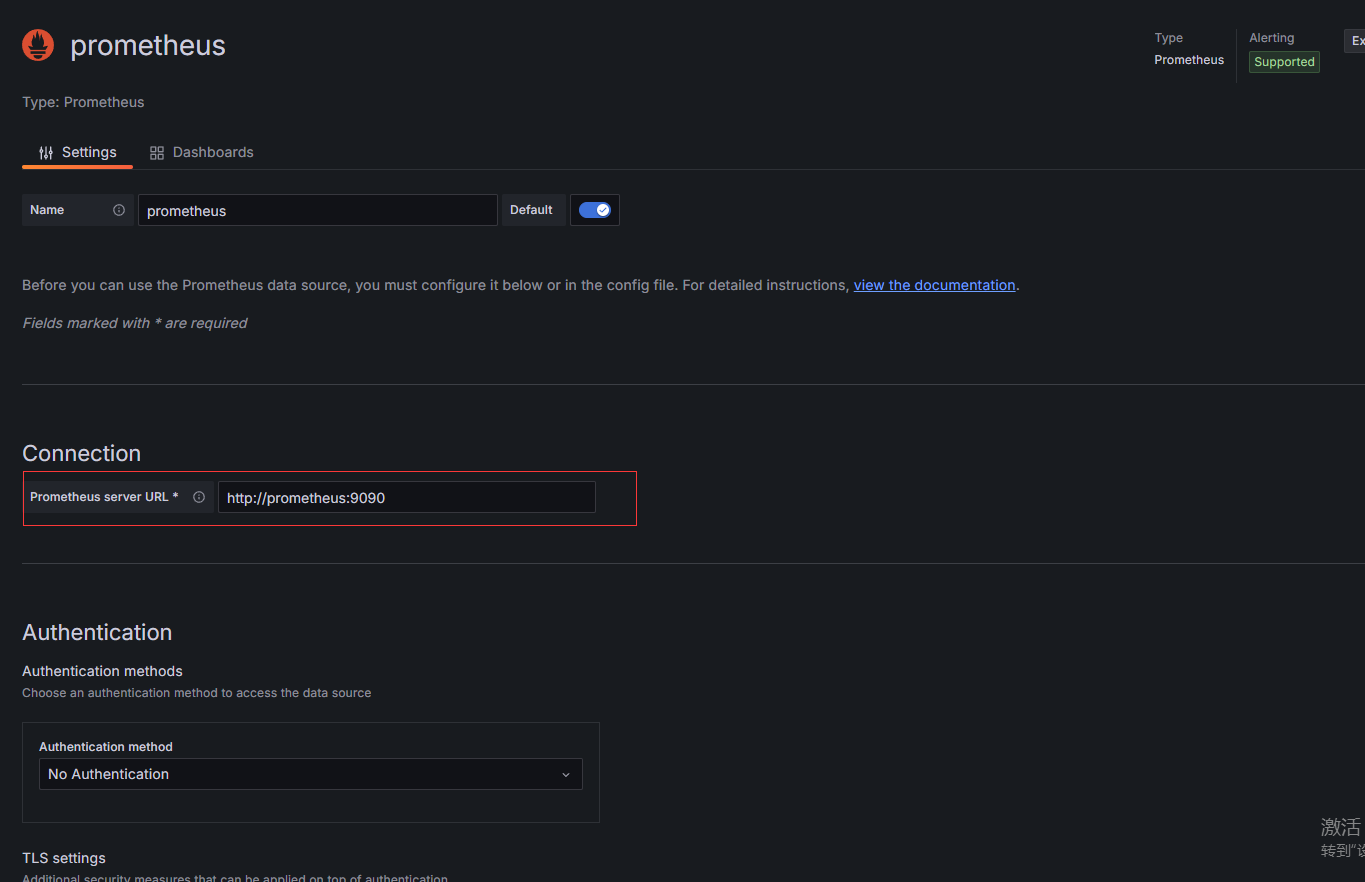 prometheus
Type
Alerting
Ex
Prometheus
Supported
Type: Prometheus
Settings
Dashboards
Name
prometheus
Default
Before you can use the Prometheus data source, you must configure it below or in the config file. For detailed instructions, view the documentation.
Fields marked with * are required
Connection
Prometheus server URL *
http://prometheus:9090
Authentication
Authentication methods
Choose an authentication method to access the data source
Authentication method
No Authentication
激活
转到"设
TLS settings
Additional security measures that can be applied on top of authentication